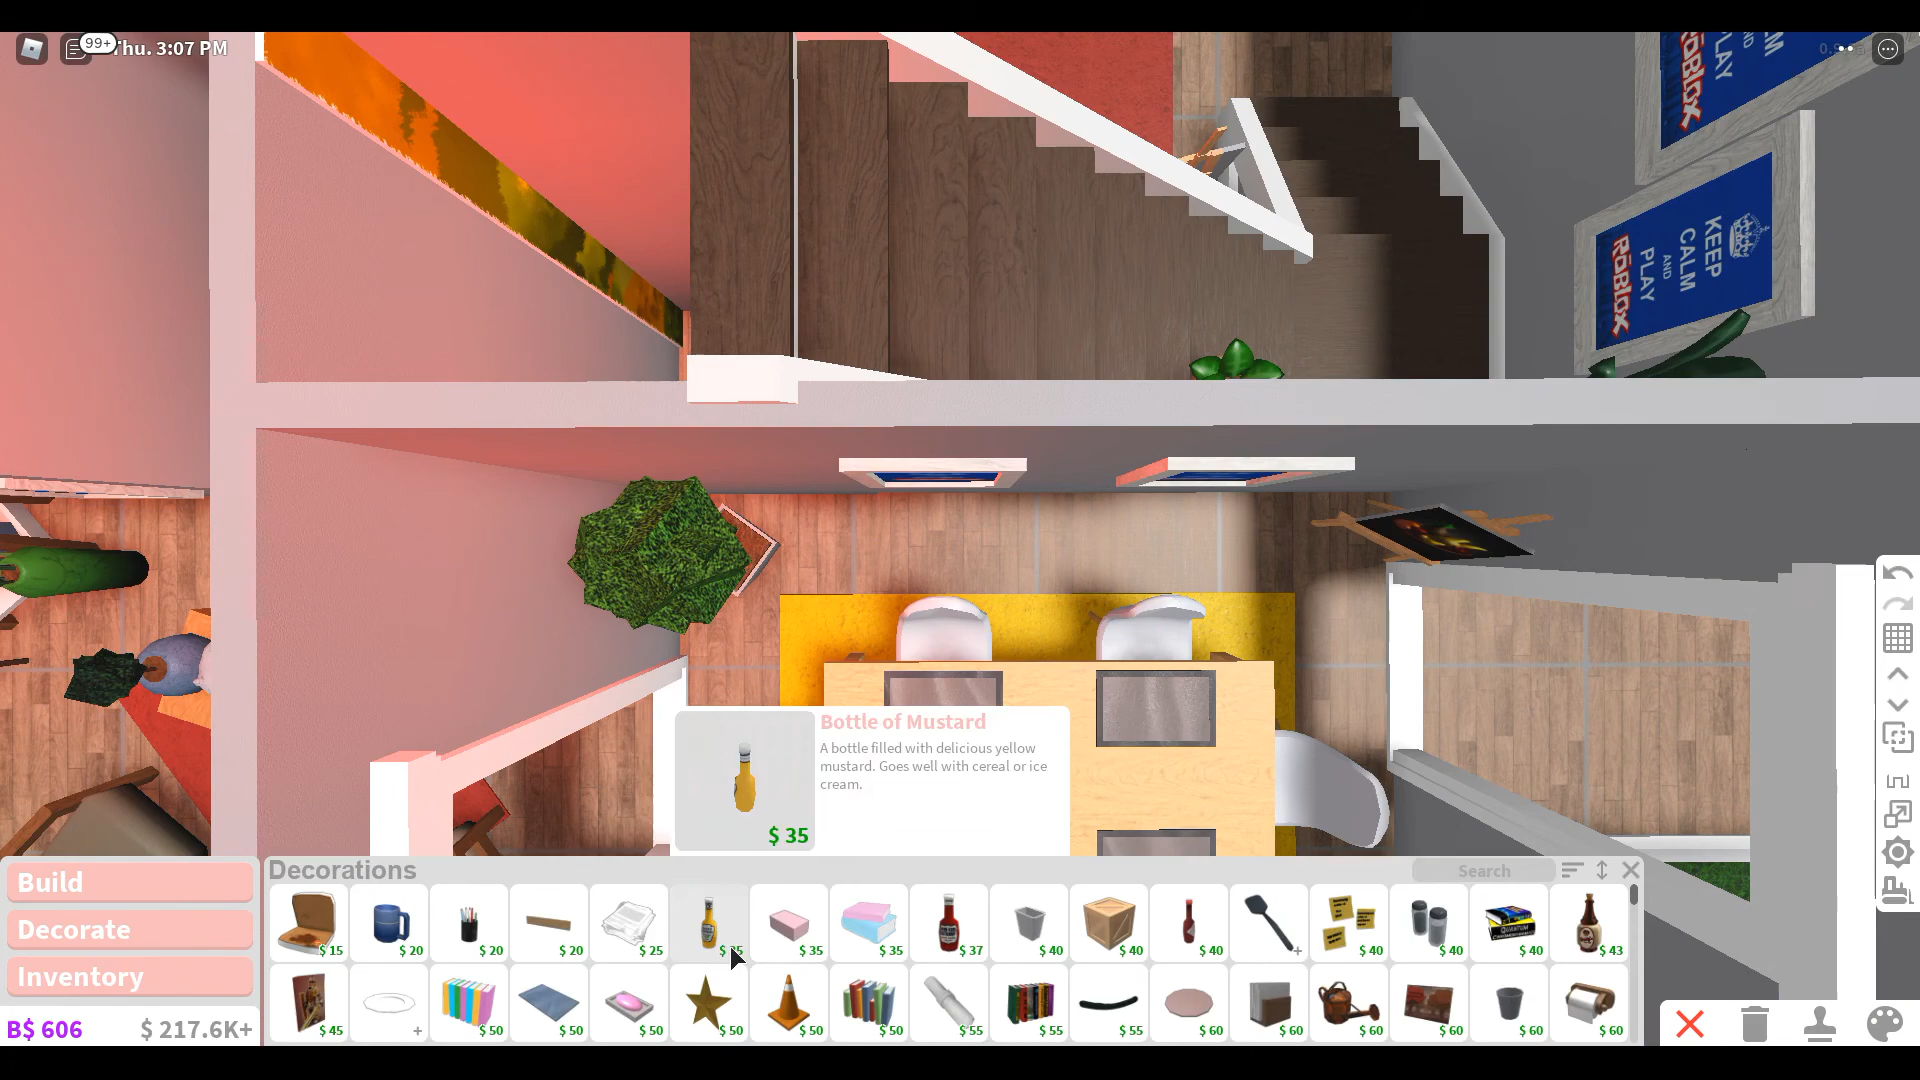 99+
Thu. 3:07 PM
ROBLOX
PLAY
AND
KEEP
CALM
AND
PLAY
ROBLOX
Bottle of Mustard
A bottle filled with delicious yellow
mustard. Goes well with cereal or ice
cream.
$ 35
Build
Decorate
Inventory
B$ 606
$ 217.6K+
Decorations
Search
$ 15
$ 20
$ 20
$ 20
$ 25
$ 35
$ 35
$ 37
$ 40
$ 40
$ 40
+
$ 40
$ 40
$ 40
$ 43
$ 45
+
$ 50
$ 50
$ 50
$ 50
$ 50
$ 50
$ 55
$ 55
$ 55
$ 60
$ 60
$ 60
$ 60
$ 60
$ 60